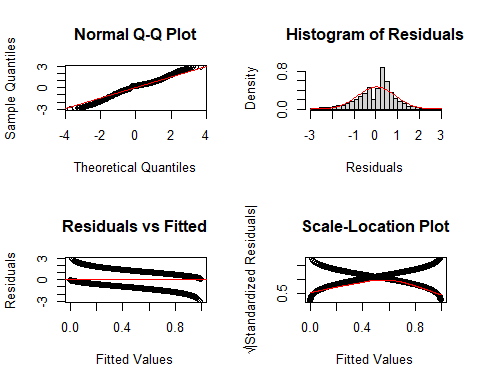 Normal Q-Q Plot
Sample Quantiles
3
-3
-4
-2
0
2
4
Theoretical Quantiles
Histogram of Residuals
Density
0.8
0.0
-3
-1
0
1
2
3
Residuals
Residuals vs Fitted
Residuals
3
-3
0.0
0.4
0.8
Fitted Values
Scale-Location Plot
√|Standardized Residuals|
0.5
0.0
0.4
0.8
Fitted Values